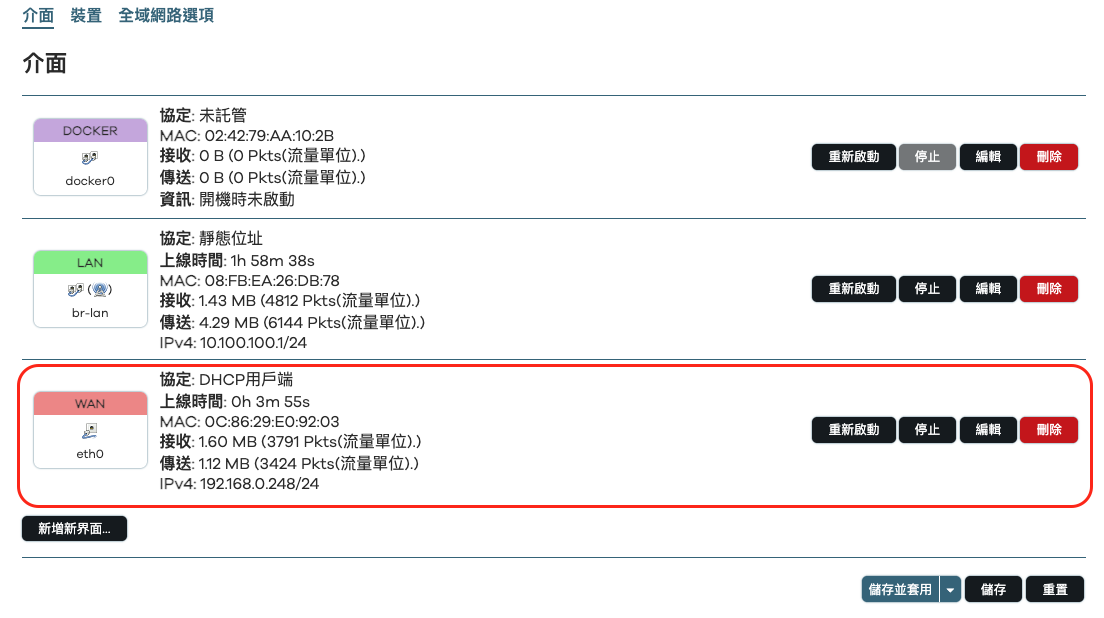 介面 裝置 全域網路選項
介面
DOCKER
docker0
協定: 未託管
MAC: 02:42:79:AA:10:2B
接收: 0 B (0 Pkts(流量單位).)
傳送: 0 B (0 Pkts(流量單位).)
資訊: 開機時未啟動
重新啟動 停止 編輯 刪除
LAN
br-lan
協定: 靜態位址
上線時間: 1h 58m 38s
MAC: 08:FB:EA:26:DB:78
接收: 1.43 MB (4812 Pkts(流量單位).)
傳送: 4.29 MB (6144 Pkts(流量單位).)
IPv4: 10.100.100.1/24
重新啟動 停止 編輯 刪除
WAN
eth0
協定: DHCP用戶端
上線時間: 0h 3m 55s
MAC: 0C:86:29:E0:92:03
接收: 1.60 MB (3791 Pkts(流量單位).)
傳送: 1.12 MB (3424 Pkts(流量單位).)
IPv4: 192.168.0.248/24
重新啟動 停止 編輯 刪除
新增新界面...
儲存並套用 儲存 重置